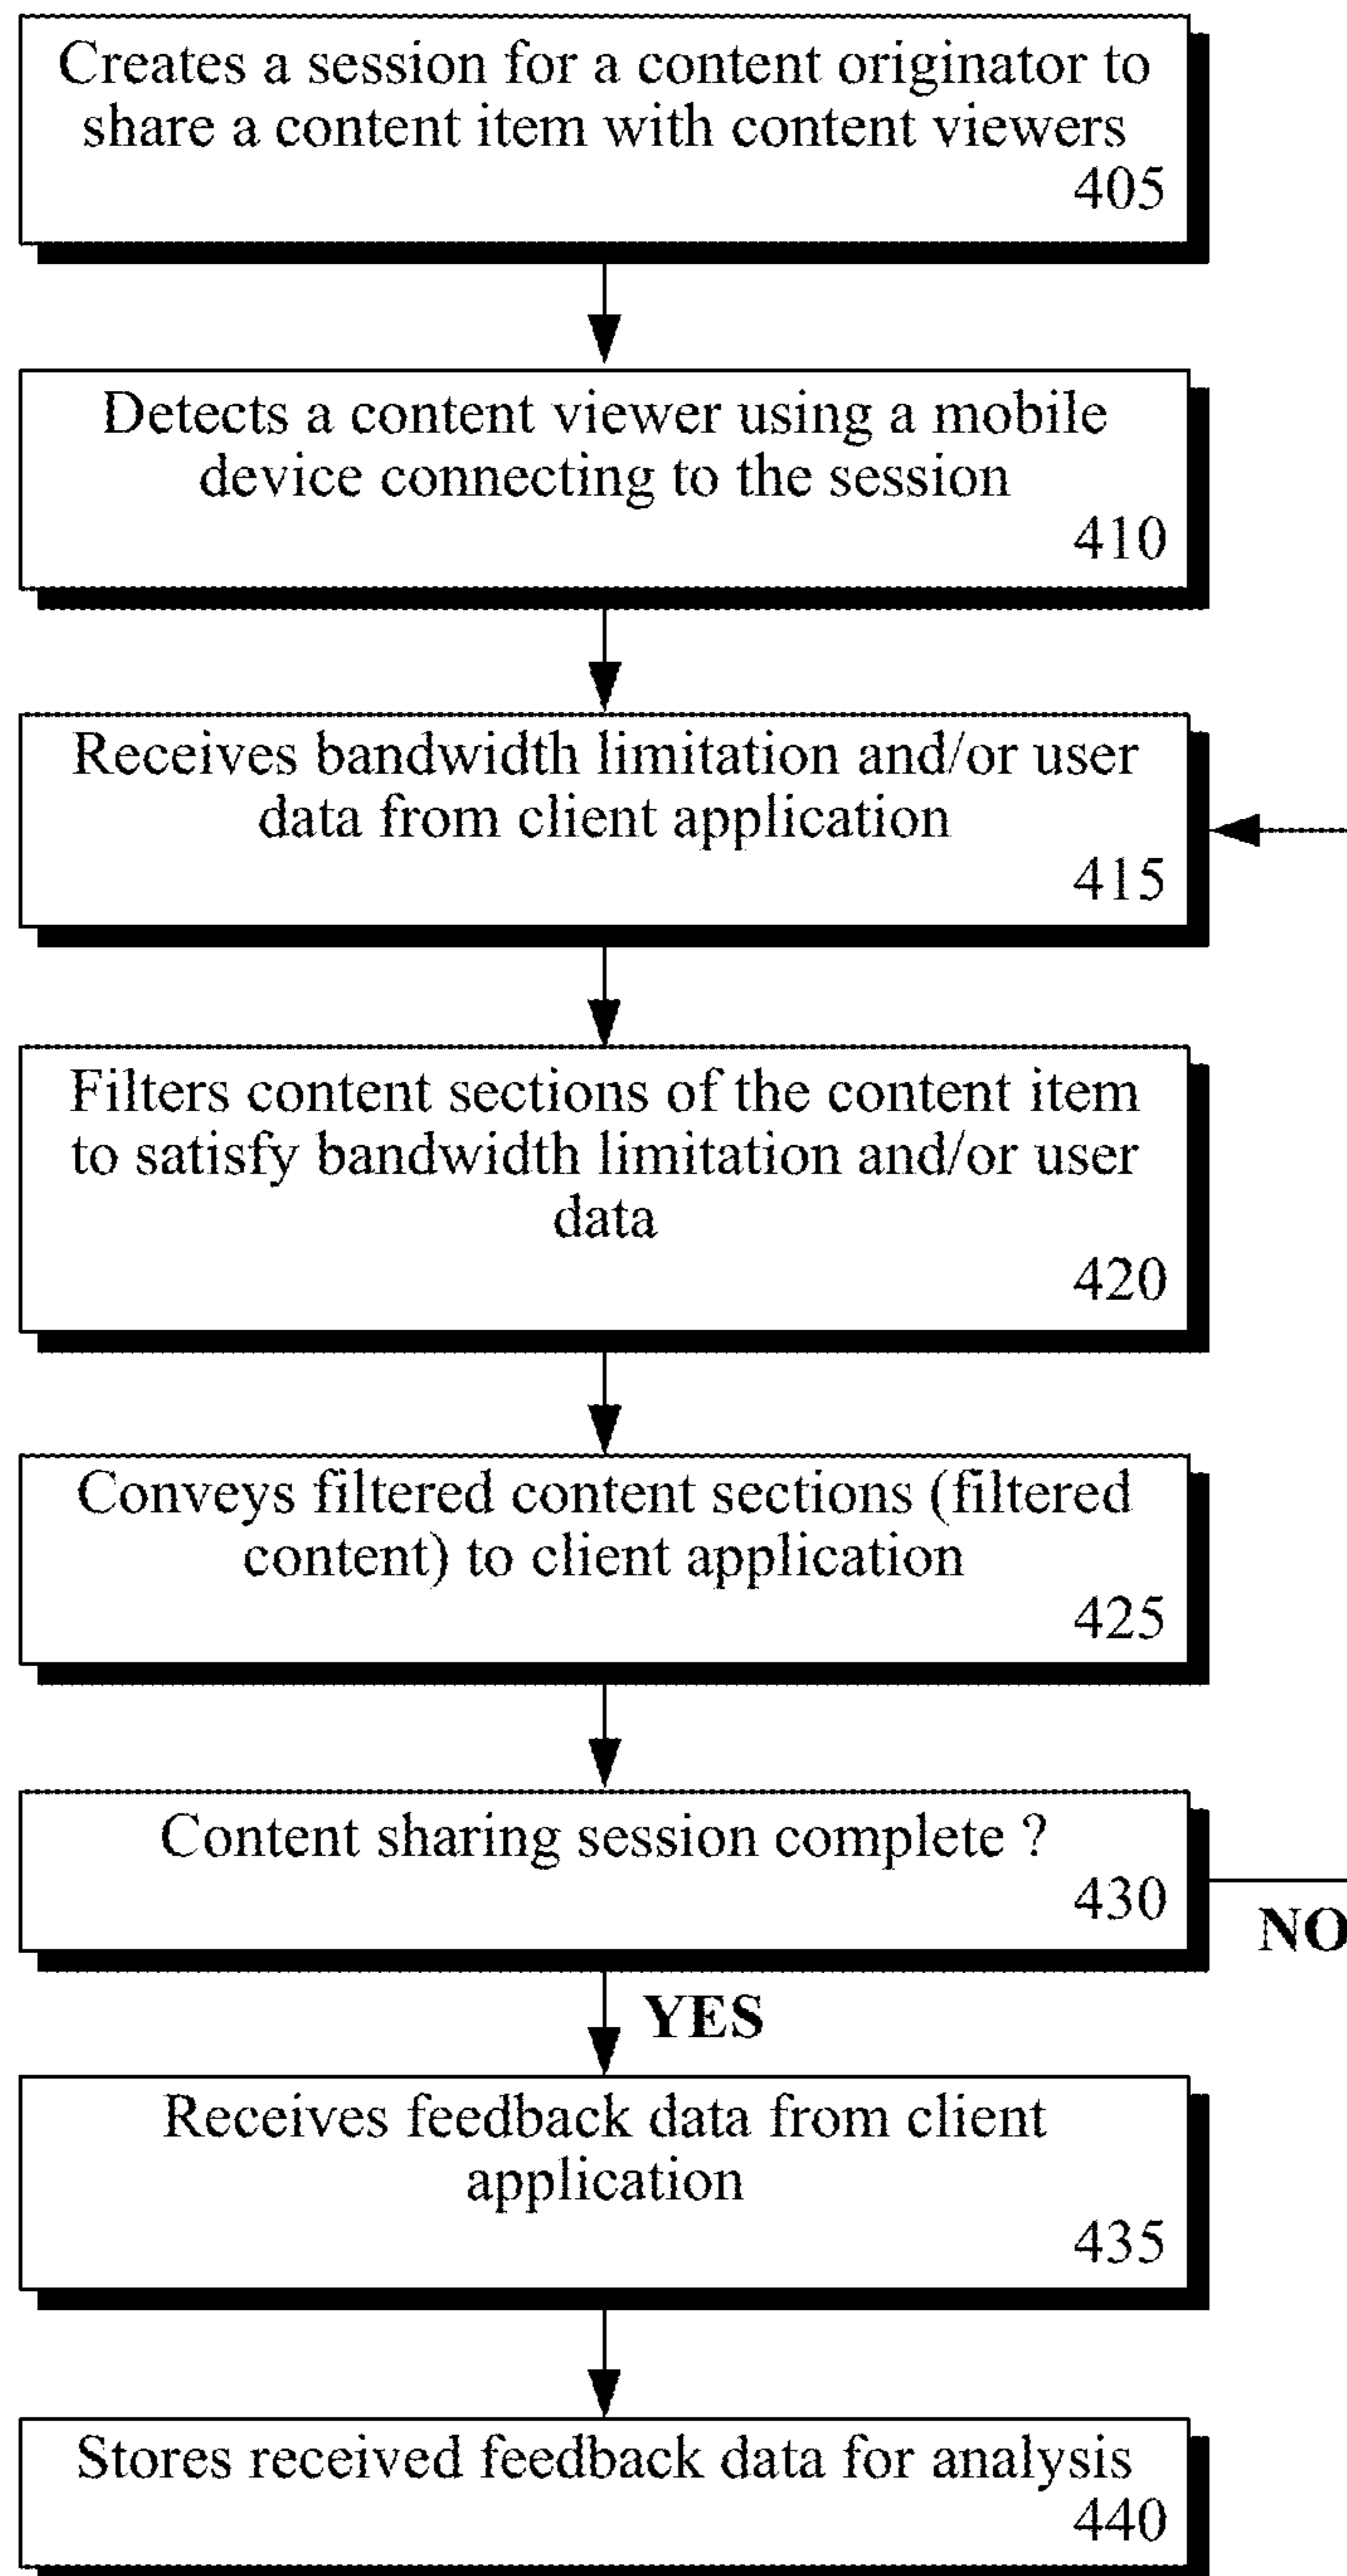 Creates a session for a content originator to
share a content item with content viewers
405
Detects a content viewer using a mobile
device connecting to the session
410
Receives bandwidth limitation and/or user
data from client application
415
Filters content sections of the content item
to satisfy bandwidth limitation and/or user
data
420
Conveys filtered content sections (filtered
content) to client application
425
Content sharing session complete ?
430
NO
YES
Receives feedback data from client
application
435
Stores received feedback data for analysis
440